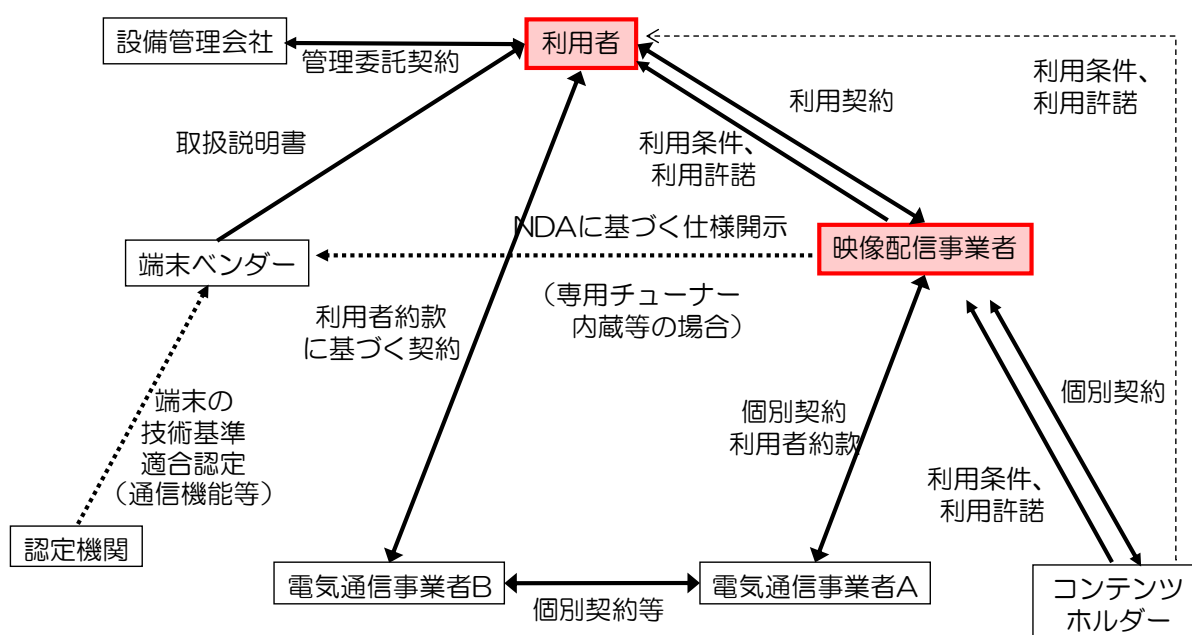 設備管理会社
利用者
管理委託契約
利用条件、
利用許諾
利用契約
取扱説明書
利用条件、
利用許諾
NDAに基づく仕様開示
映像配信事業者
端末ベンダー
（専用チューナー
内蔵等の場合）
利用者約款
に基づく契約
端末の
技術基準
適合認定
（通信機能等）
個別契約
利用者約款
個別契約
利用条件、
利用許諾
認定機関
電気通信事業者B
個別契約等
電気通信事業者A
コンテンツ
ホルダー